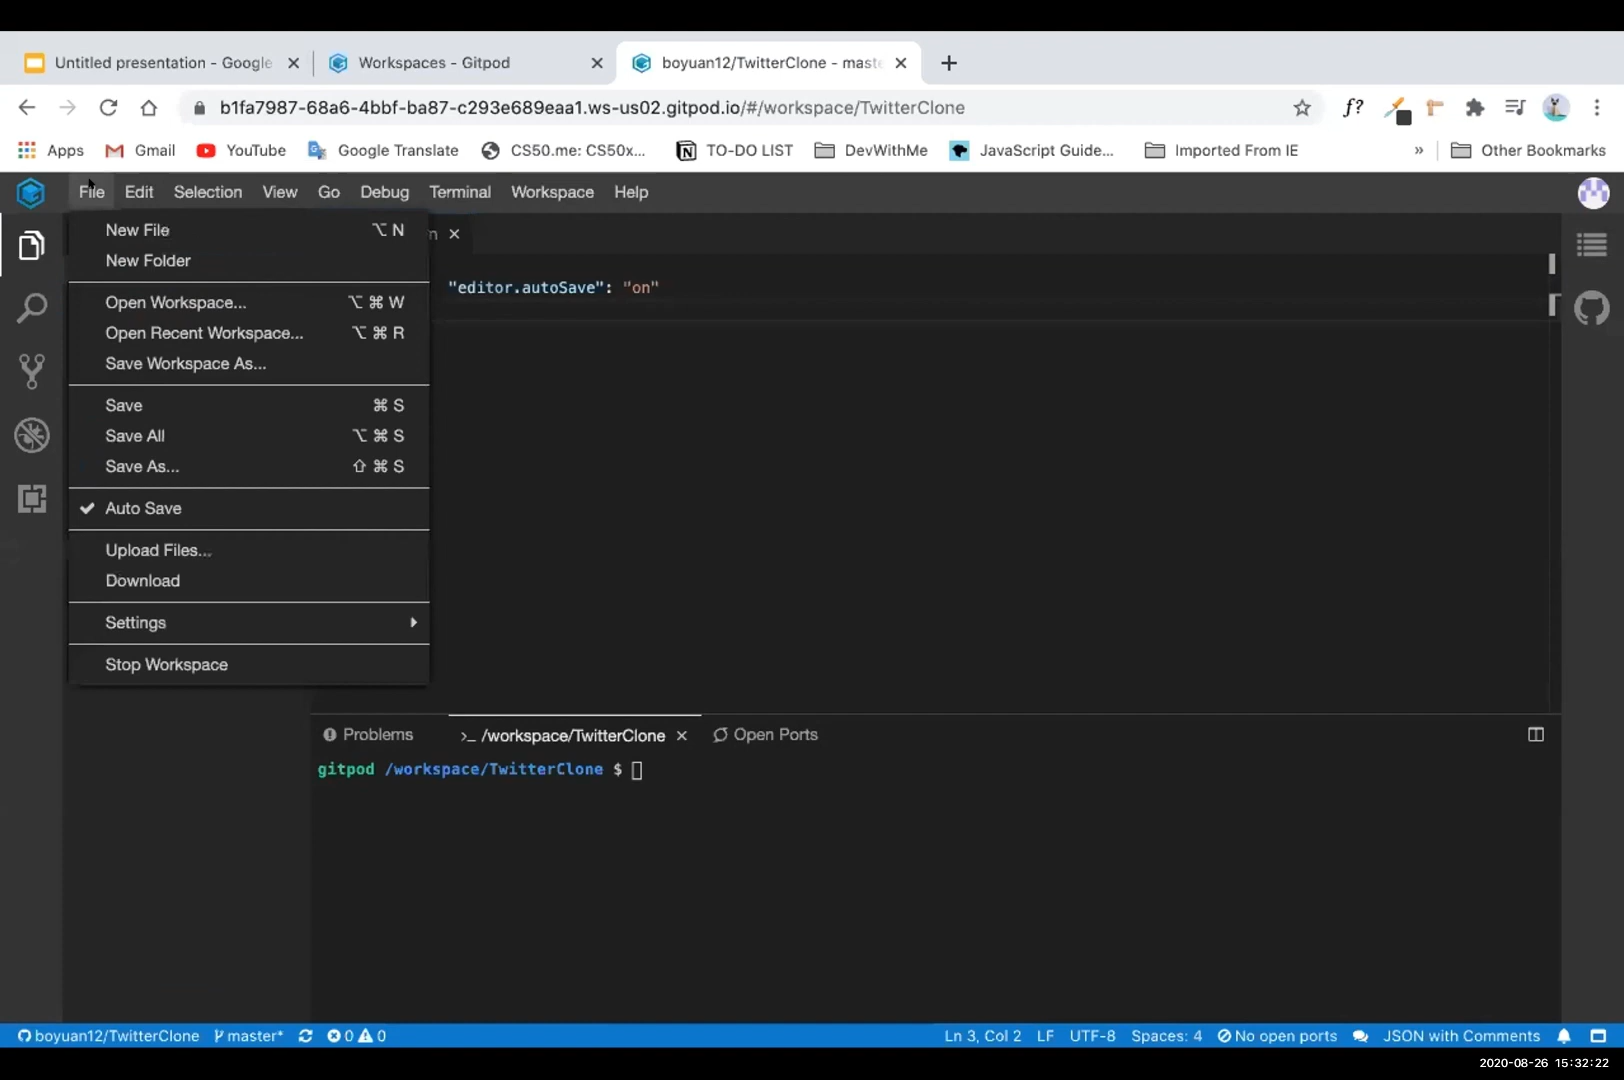 Untitled presentation - Google
Workspaces - Gitpod
boyuan12/TwitterClone - mast
b1fa7987-68a6-4bbf-ba87-c293e689eaa1.ws-us02.gitpod.io/#/workspace/TwitterClone
f?
Apps Gmail YouTube Google Translate CS50.me: CS50x... TO-DO LIST DevWithMe JavaScript Guide... Imported From IE » Other Bookmarks
File Edit Selection View Go Debug Terminal Workspace Help
New File ⌥ N
New Folder
Open Workspace... ⌥ ⌘ W
Open Recent Workspace... ⌥ ⌘ R
Save Workspace As...
Save ⌘ S
Save All ⌥ ⌘ S
Save As... ⇧ ⌘ S
Auto Save
Upload Files...
Download
Settings
Stop Workspace
n
"editor.autoSave": "on"
Problems >_ /workspace/TwitterClone Open Ports
gitpod /workspace/TwitterClone $
boyuan12/TwitterClone master* 0 0 Ln 3, Col 2 LF UTF-8 Spaces: 4 No open ports JSON with Comments
2020-08-26 15:32:22